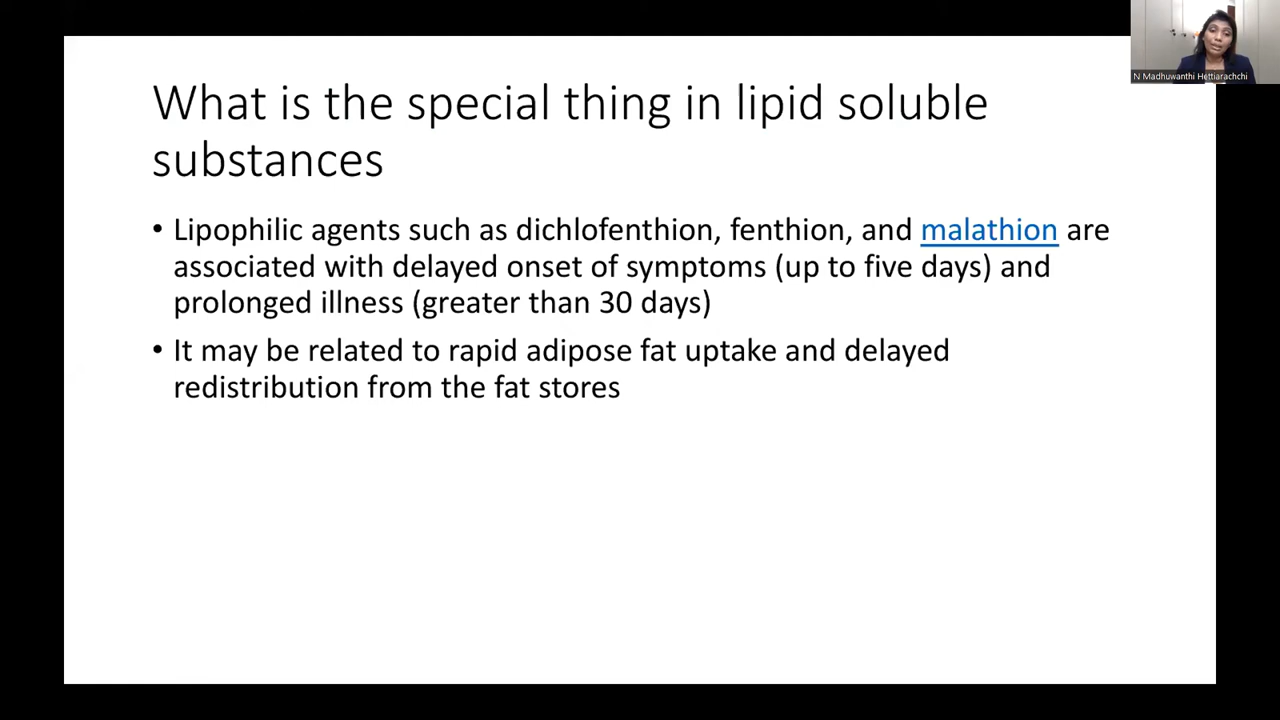 What is the special thing in lipid soluble
substances
• Lipophilic agents such as dichlofenthion, fenthion, and malathion are
associated with delayed onset of symptoms (up to five days) and
prolonged illness (greater than 30 days)
• It may be related to rapid adipose fat uptake and delayed
redistribution from the fat stores
N Madhuwanthi Hettiarachchi